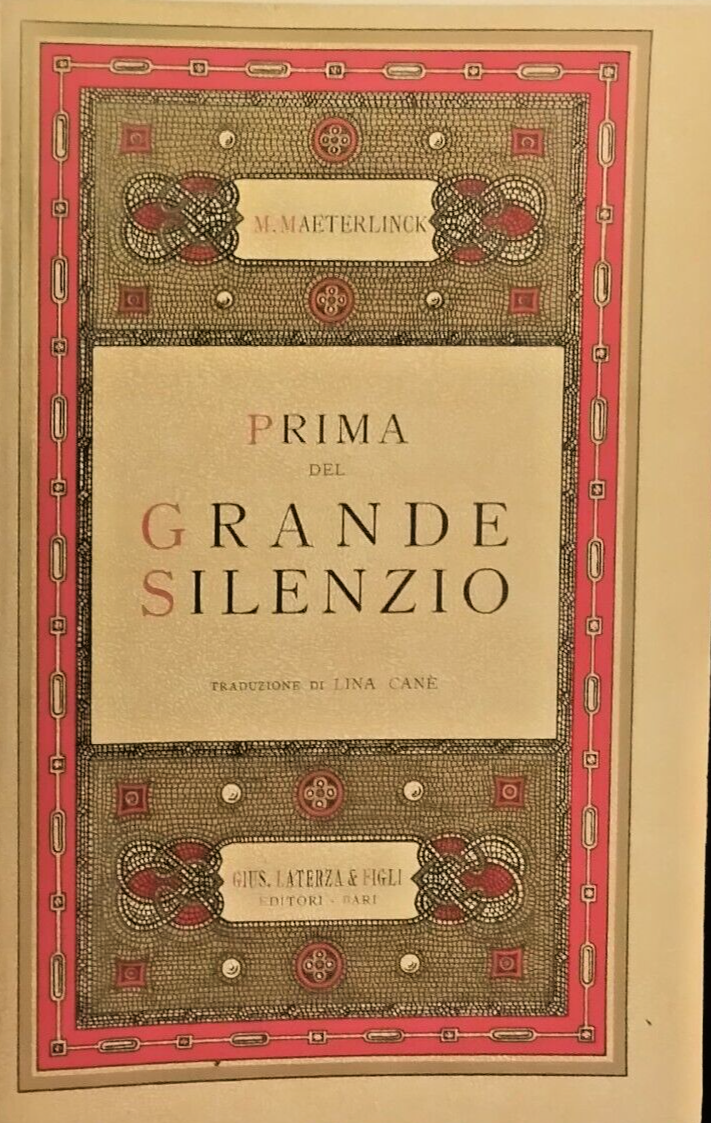 M. MAETERLINCK
PRIMA
DEL
GRANDE
SILENZIO
TRADUZIONE DI LINA CANÈ
GIUS. LATERZA & FIGLI
EDITORI - BARI